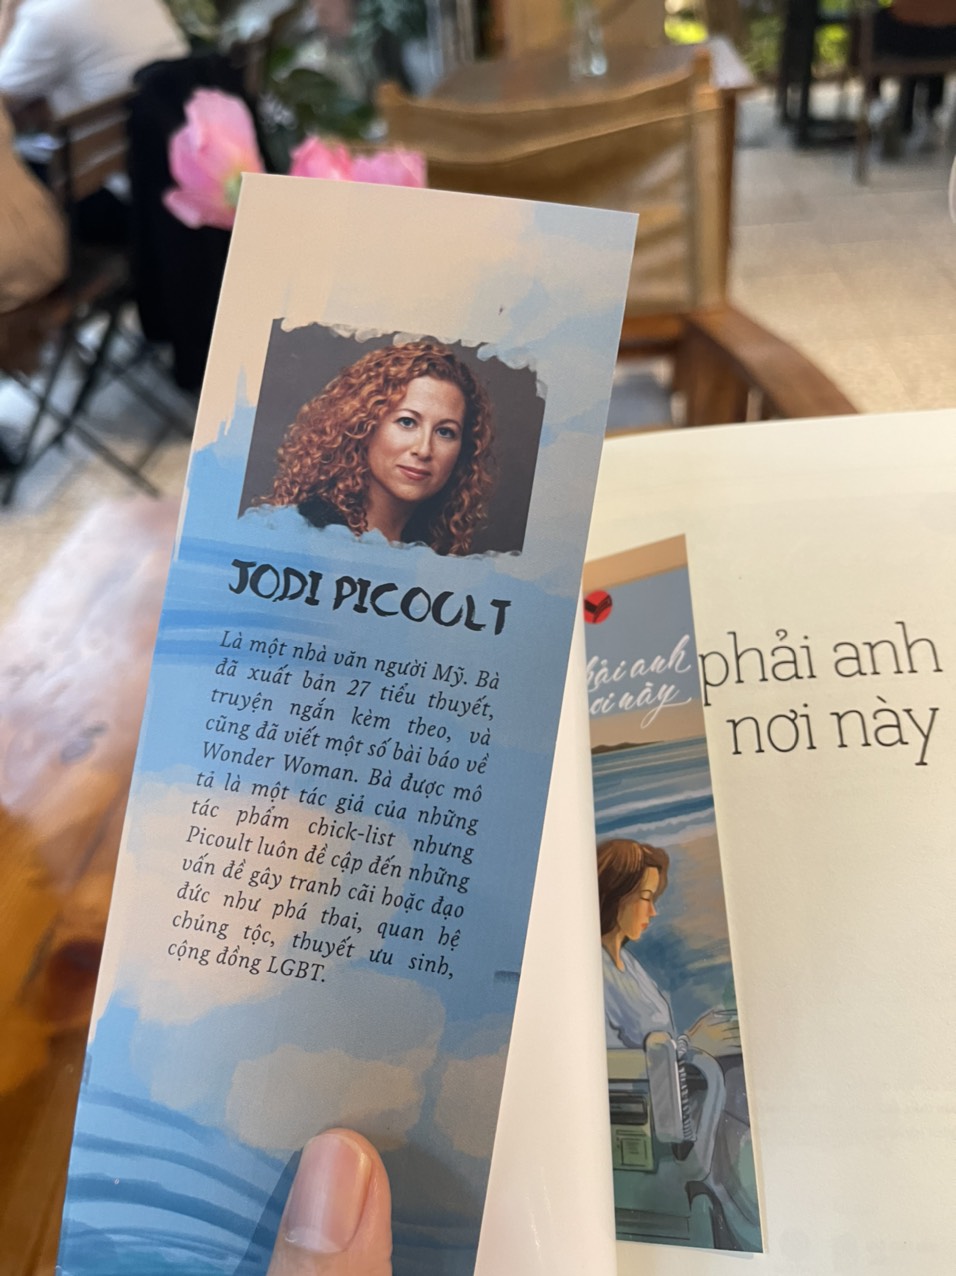 JODI PICOULT
Là một nhà văn người Mỹ. Bà
đã xuất bản 27 tiểu thuyết,
truyện ngắn kèm theo, và
cũng đã viết một số bài báo về
Wonder Woman. Bà được mô
tả là một tác giả của những
tác phẩm chick-list nhưng
Picoult luôn đề cập đến những
vấn đề gây tranh cãi hoặc đạo
đức như phá thai, quan hệ
chủng tộc, thuyết ưu sinh,
cộng đồng LGBT.
phải anh
nơi này
phải anh
nơi này